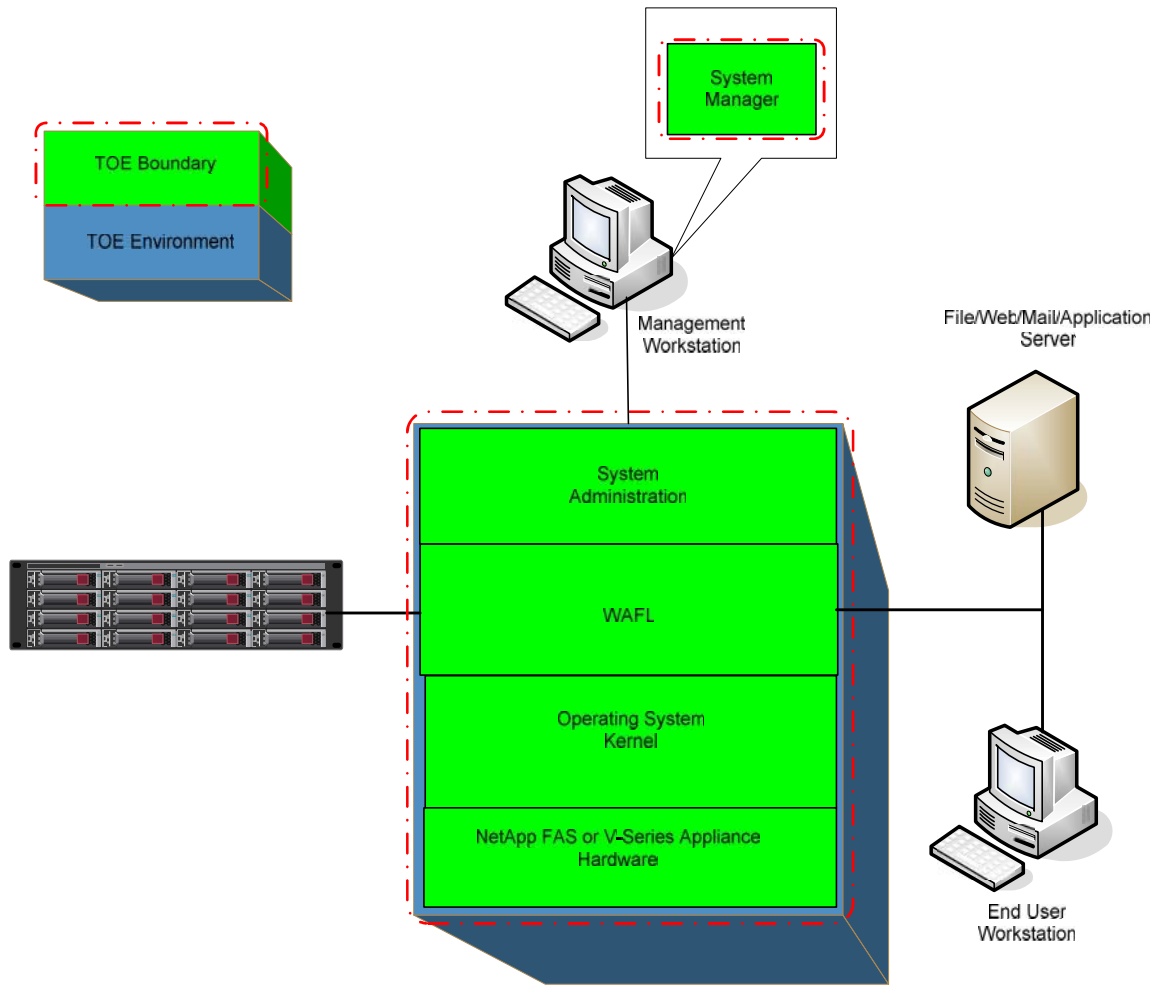 System
Manager
TOE Boundary
TOE Environment
Management
Workstation
File/Web/Mail/Application
Server
System
Administration
WAFL
Operating System
Kernel
NetApp FAS or V-Series Appliance
Hardware
End User
Workstation